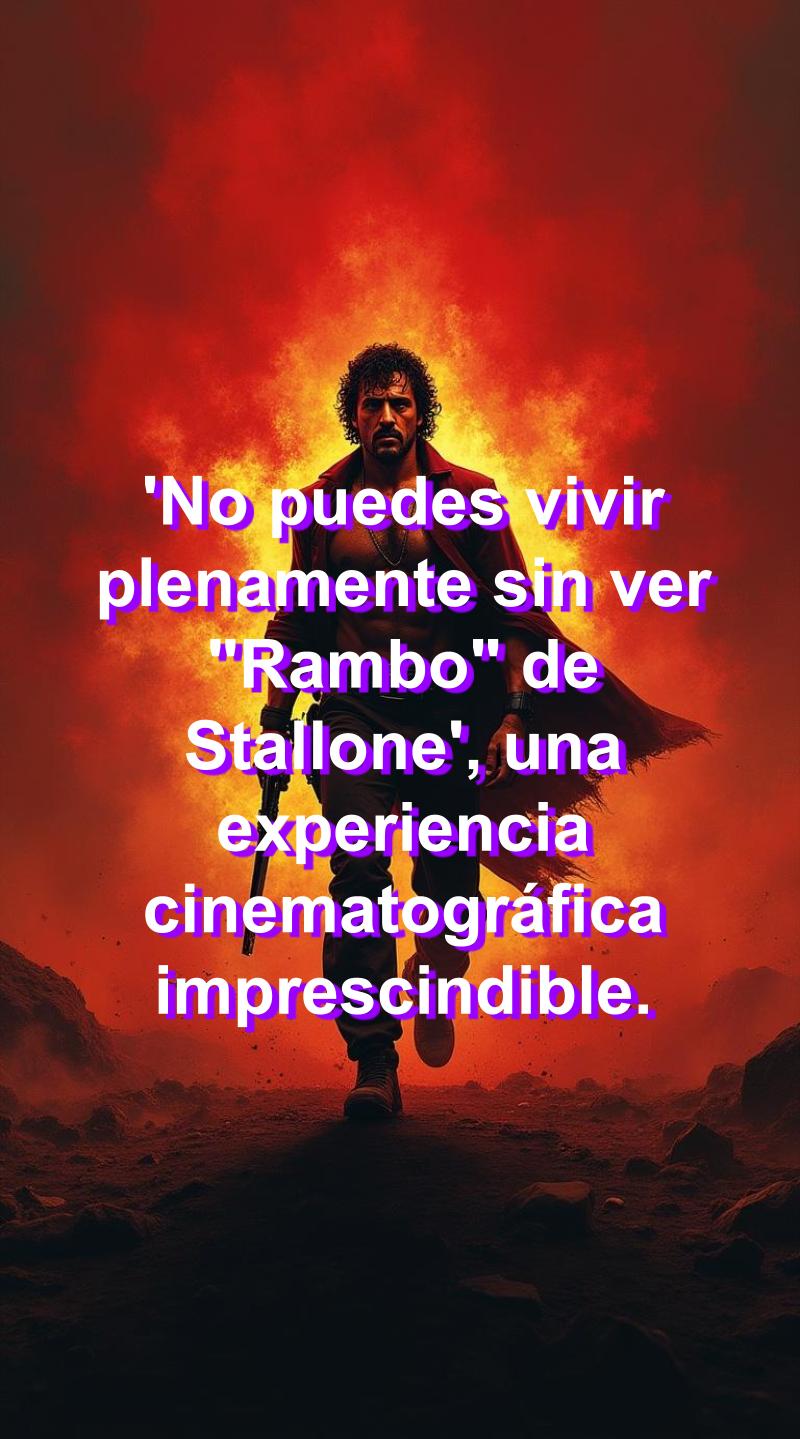 'No puedes vivir
plenamente sin ver
"Rambo" de
Stallone', una
experiencia
cinematográfica
imprescindible.